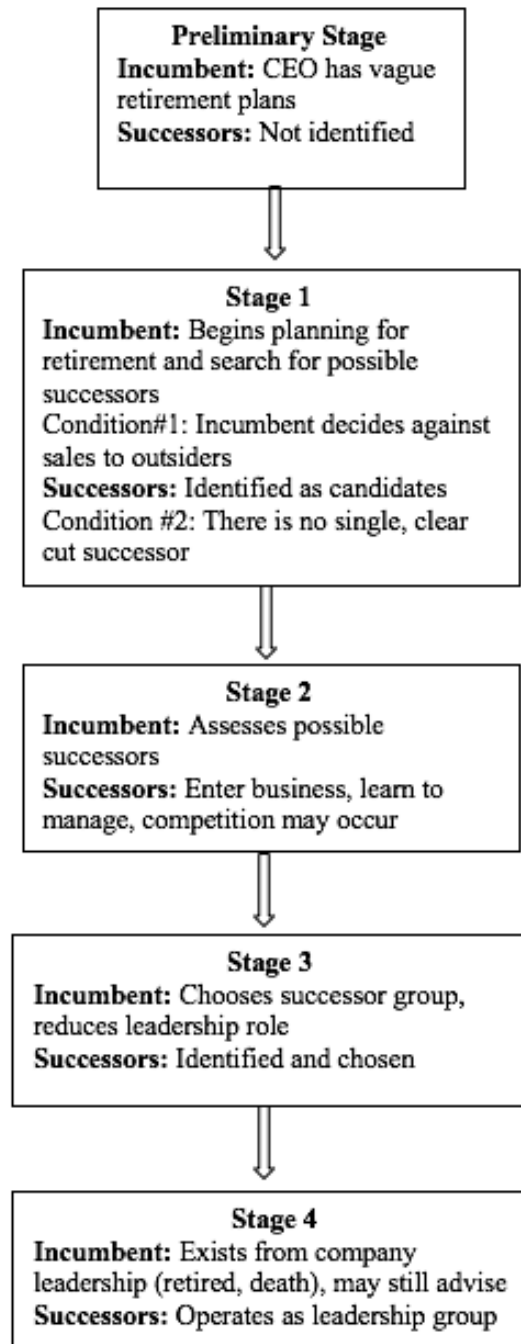 Preliminary Stage
Incumbent: CEO has vague
retirement plans
Successors: Not identified
Stage 1
Incumbent: Begins planning for
retirement and search for possible
successors
Condition#1: Incumbent decides against
sales to outsiders
Successors: Identified as candidates
Condition #2: There is no single, clear
cut successor
Stage 2
Incumbent: Assesses possible
successors
Successors: Enter business, learn to
manage, competition may occur
Stage 3
Incumbent: Chooses successor group,
reduces leadership role
Successors: Identified and chosen
Stage 4
Incumbent: Exists from company
leadership (retired, death), may still advise
Successors: Operates as leadership group